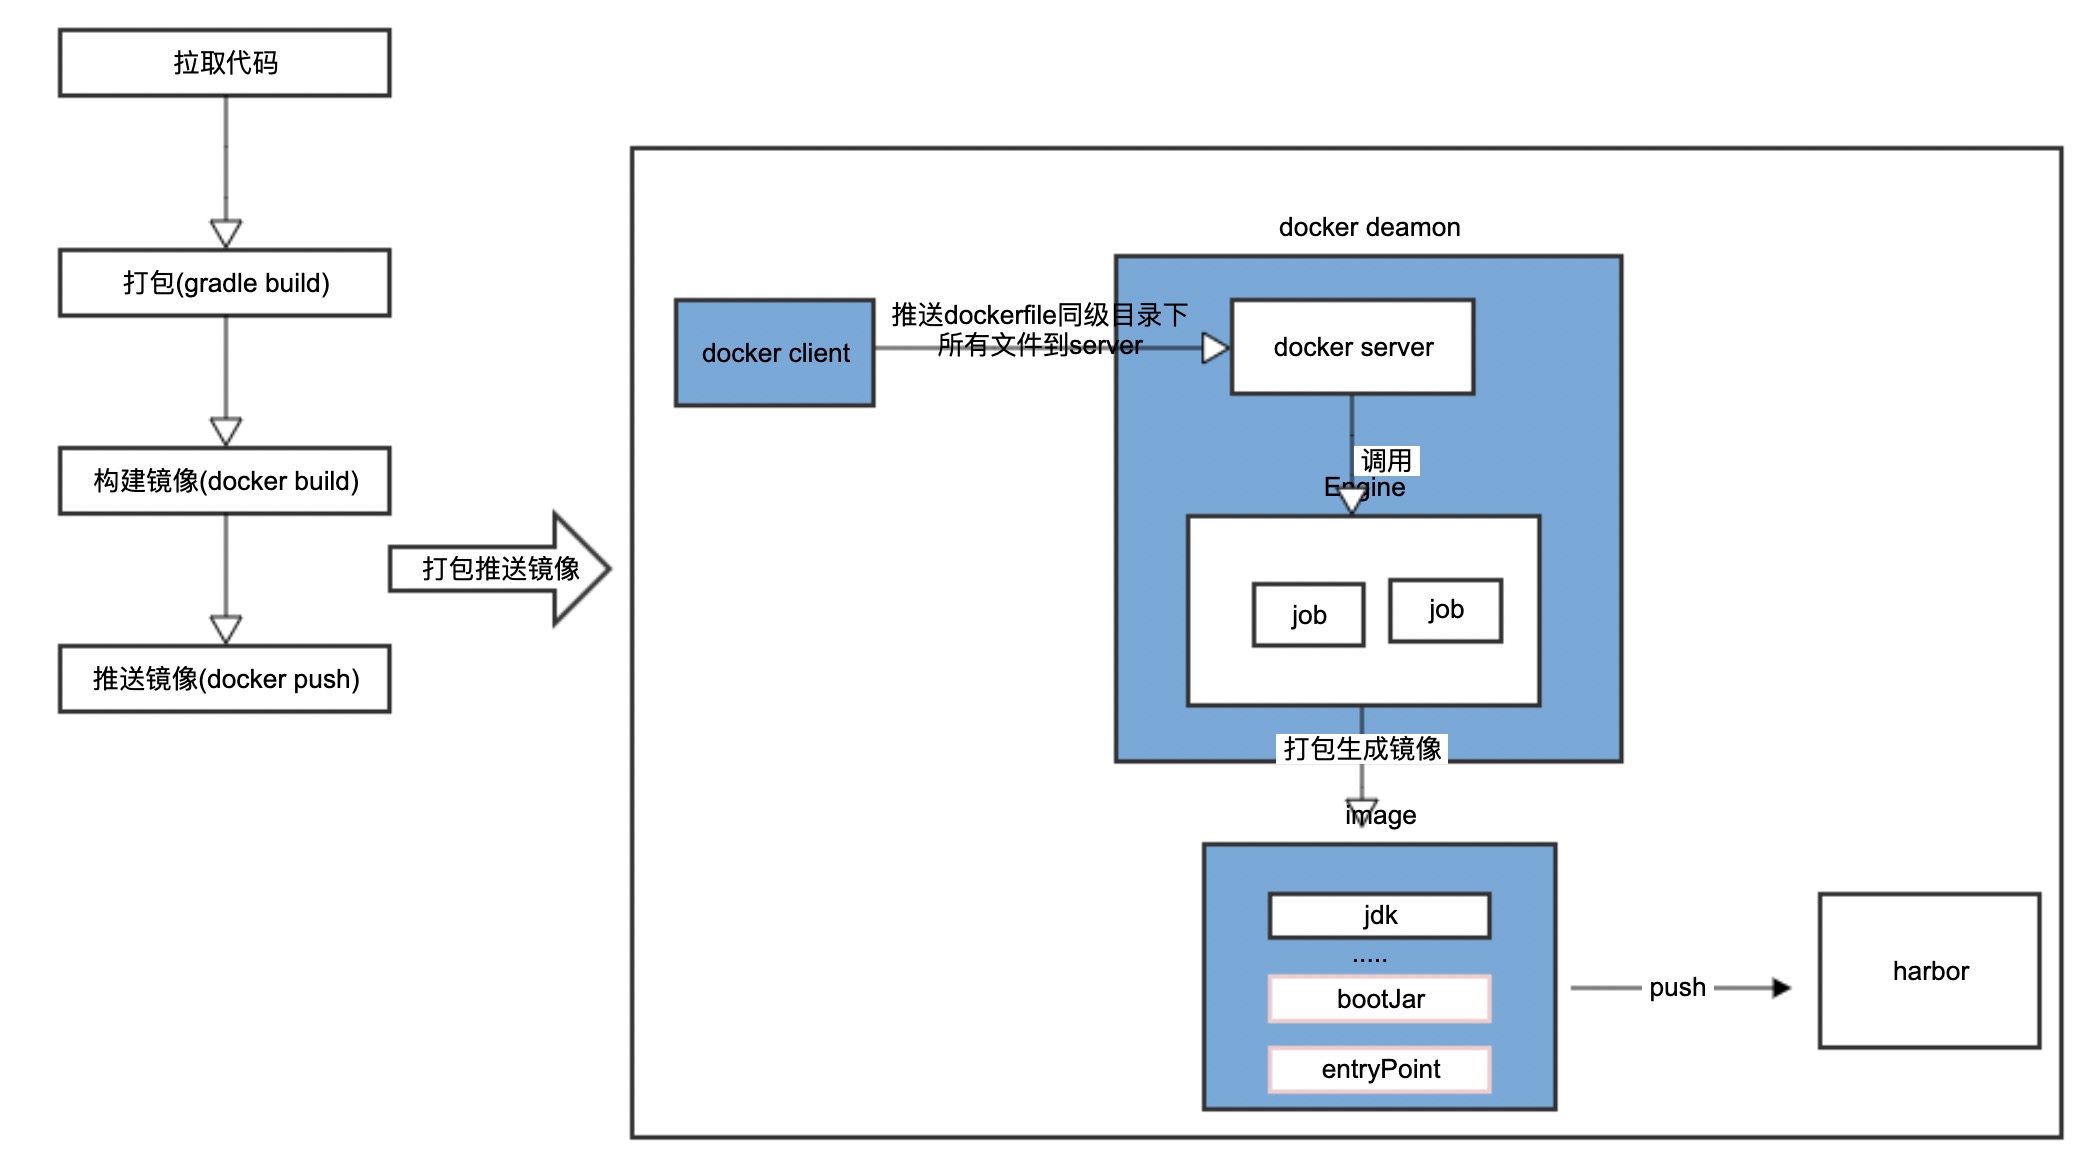 拉取代码
打包(gradle build)
构建镜像(docker build)
推送镜像(docker push)
打包推送镜像
docker deamon
docker client
推送dockerfile同级目录下
所有文件到server
docker server
调用
Engine
job
job
打包生成镜像
image
jdk
.....
bootJar
entryPoint
push
harbor